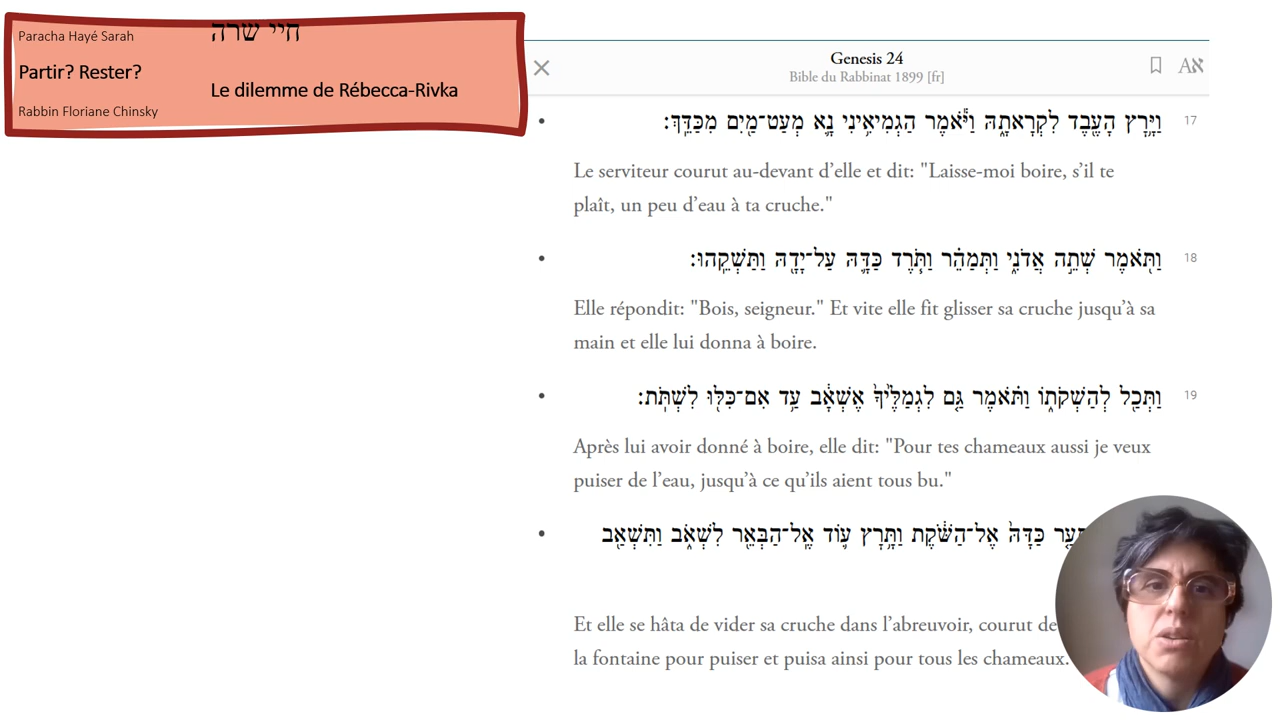 Paracha Hayé Sarah
חיי שרה
Partir? Rester?
Le dilemme de Rébecca-Rivka
Rabbin Floriane Chinsky
Genesis 24
Bible du Rabbinat 1899 [fr]
Aא
17
וַיָּ֥רׇץ הָעֶ֖בֶד לִקְרָאתָ֑הּ וַיֹּ֕אמֶר הַגְמִיאִ֥ינִי נָ֛א מְעַט־מַ֖יִם מִכַּדֵּֽךְ׃
Le serviteur courut au-devant d’elle et dit: "Laisse-moi boire, s’il te
plaît, un peu d’eau à ta cruche."
18
וַתֹּ֖אמֶר שְׁתֵ֣ה אֲדֹנִ֑י וַתְּמַהֵ֗ר וַתֹּ֧רֶד כַּדָּ֛הּ עַל־יָדָ֖הּ וַתַּשְׁקֵֽהוּ׃
Elle répondit: "Bois, seigneur." Et vite elle fit glisser sa cruche jusqu’à sa
main et elle lui donna à boire.
19
וַתְּכַ֖ל לְהַשְׁקֹת֑וֹ וַתֹּ֗אמֶר גַּ֤ם לִגְמַלֶּ֙יךָ֙ אֶשְׁאָ֔ב עַ֥ד אִם־כִּלּ֖וּ לִשְׁתֹּֽת׃
Après lui avoir donné à boire, elle dit: "Pour tes chameaux aussi je veux
puiser de l’eau, jusqu’à ce qu’ils aient tous bu."
כַּדָּהּ֙ אֶל־הַשֹּׁ֔קֶת וַתָּ֥רׇץ ע֛וֹד אֶֽל־הַבְּאֵ֖ר לִשְׁאֹ֑ב וַתִּשְׁאַ֖ב
Et elle se hâta de vider sa cruche dans l’abreuvoir, courut de
la fontaine pour puiser et puisa ainsi pour tous les chameaux.